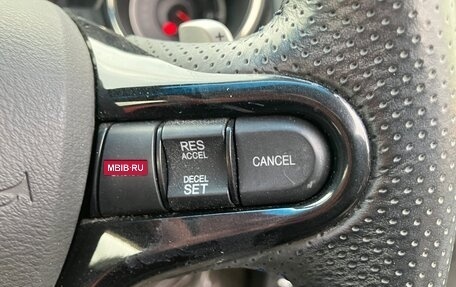 +
RES
ACCEL
MBIB·RU
CANCEL
DECEL
SET